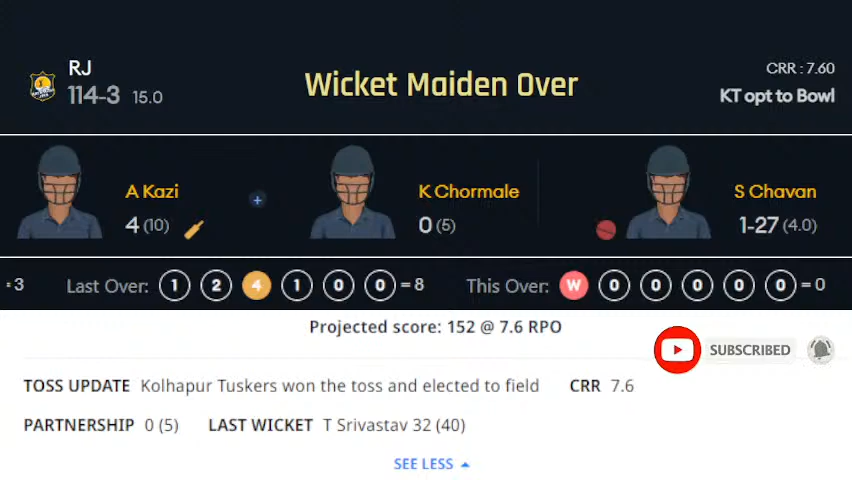 RJ
114-3 15.0
Wicket Maiden Over
CRR : 7.60
KT opt to Bowl
A Kazi
4 (10)
K Chormale
0 (5)
S Chavan
1-27 (4.0)
= 3 Last Over: 1 2 4 1 0 0 = 8 This Over: W 0 0 0 0 0 = 0
Projected score: 152 @ 7.6 RPO
SUBSCRIBED
TOSS UPDATE Kolhapur Tuskers won the toss and elected to field CRR 7.6
PARTNERSHIP 0 (5) LAST WICKET T Srivastav 32 (40)
SEE LESS